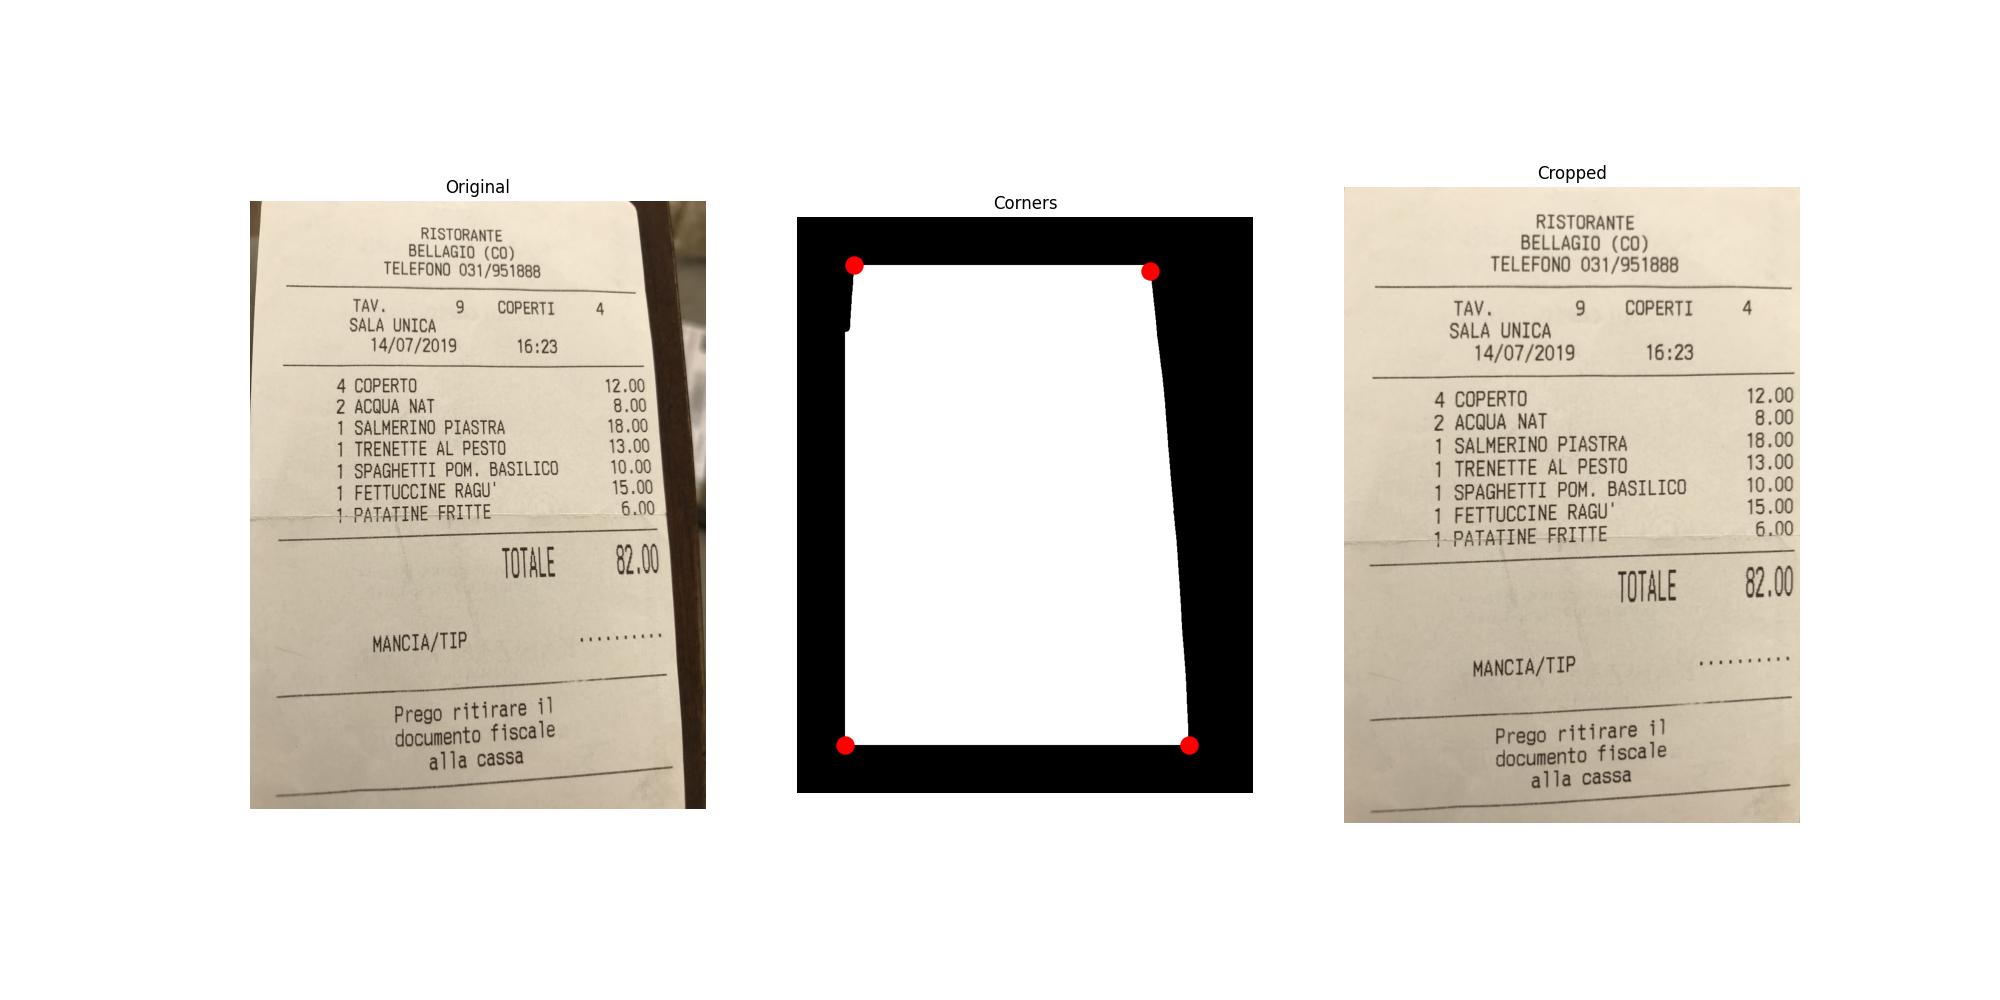 Original
RISTORANTE
BELLAGIO (CO)
TELEFONO 031/951888
TAV. 9 COPERTI 4
SALA UNICA
14/07/2019 16:23
4 COPERTO 12.00
2 ACQUA NAT 8.00
1 SALMERINO PIASTRA 18.00
1 TRENETTE AL PESTO 13.00
1 SPAGHETTI POM. BASILICO 10.00
1 FETTUCCINE RAGU' 15.00
1 PATATINE FRITTE 6.00
TOTALE 82.00
MANCIA/TIP ..........
Prego ritirare il
documento fiscale
alla cassa
Corners
Cropped
RISTORANTE
BELLAGIO (CO)
TELEFONO 031/951888
TAV. 9 COPERTI 4
SALA UNICA
14/07/2019 16:23
4 COPERTO 12.00
2 ACQUA NAT 8.00
1 SALMERINO PIASTRA 18.00
1 TRENETTE AL PESTO 13.00
1 SPAGHETTI POM. BASILICO 10.00
1 FETTUCCINE RAGU' 15.00
1 PATATINE FRITTE 6.00
TOTALE 82.00
MANCIA/TIP ..........
Prego ritirare il
documento fiscale
alla cassa